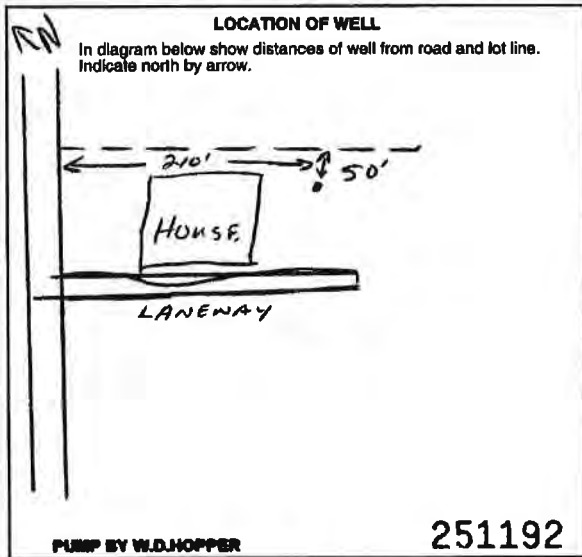 LOCATION OF WELL
N
In diagram below show distances of well from road and lot line.
Indicate north by arrow.
210'
50'
HOUSE
LANEWAY
PUMP BY W.D.HOPPER
251192